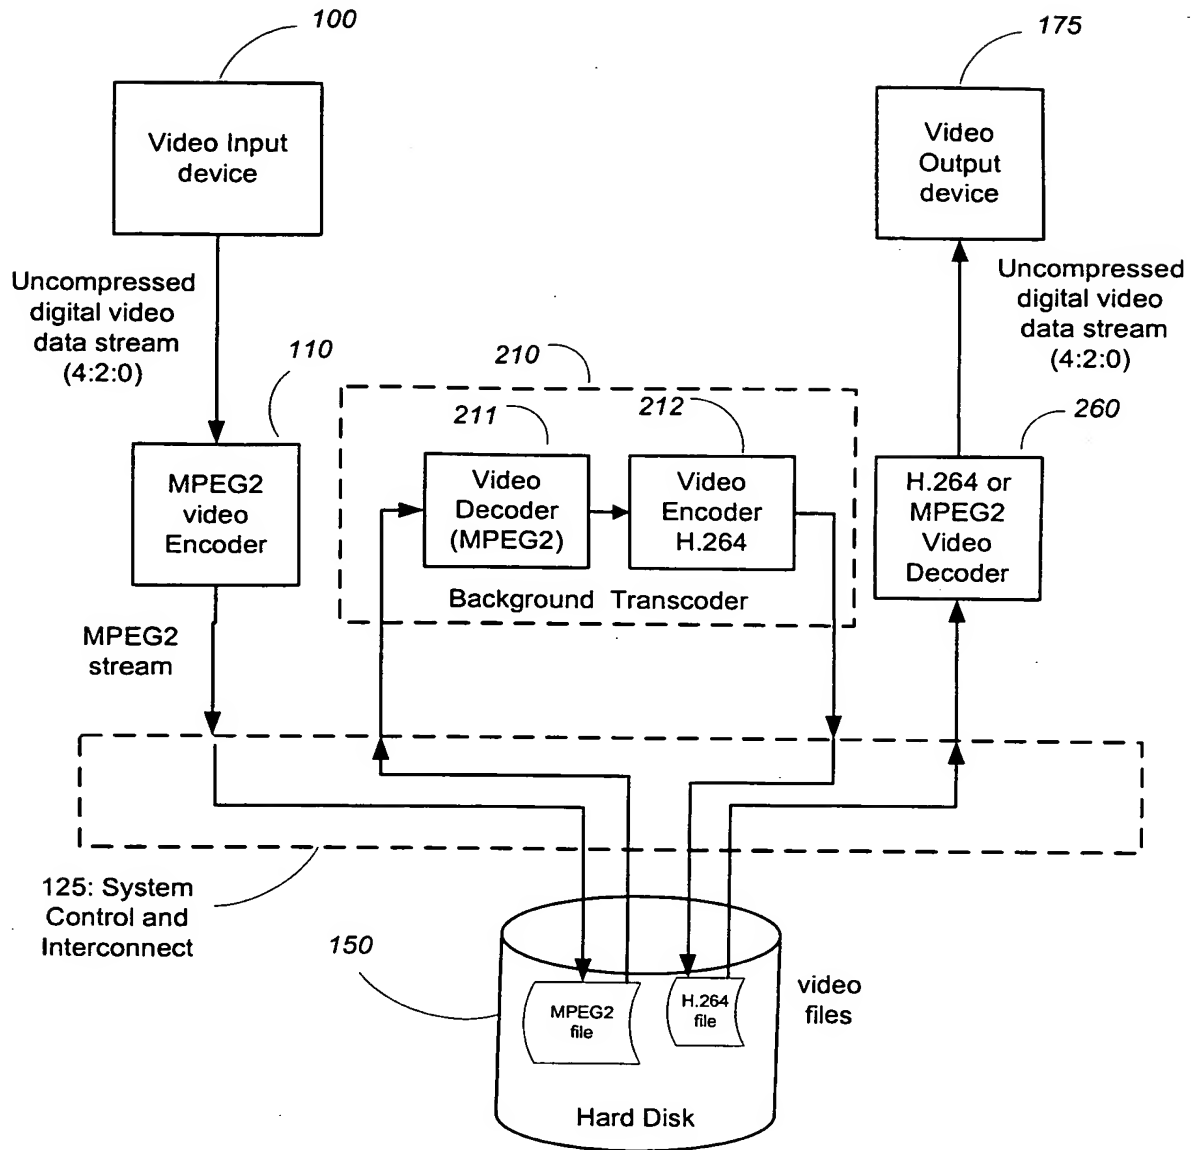 100
175
Video Input
device
Video
Output
device
Uncompressed
digital video
data stream
(4:2:0)
Uncompressed
digital video
data stream
(4:2:0)
110
210
211
212
260
MPEG2
video
Encoder
Video
Decoder
(MPEG2)
Video
Encoder
H.264
H.264 or
MPEG2
Video
Decoder
Background Transcoder
MPEG2
stream
125: System
Control and
Interconnect
150
MPEG2
file
H.264
file
video
files
Hard Disk